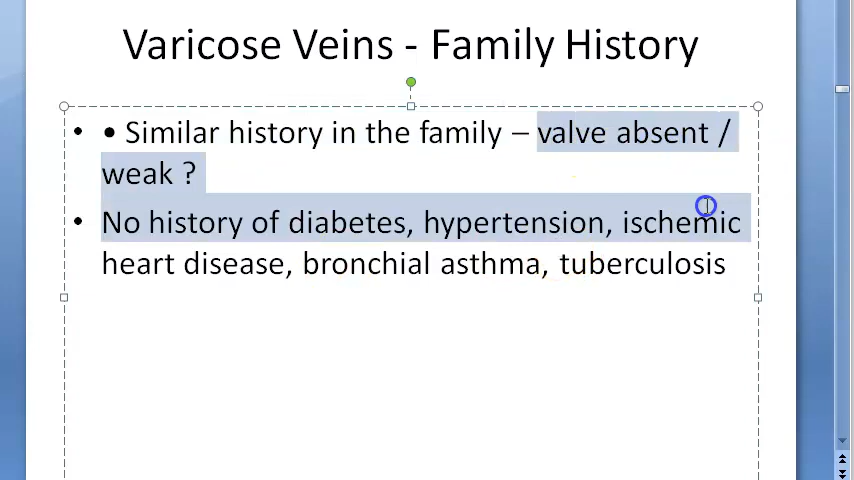 Varicose Veins - Family History
• • Similar history in the family – valve absent /
weak ?
• No history of diabetes, hypertension, ischemic
heart disease, bronchial asthma, tuberculosis